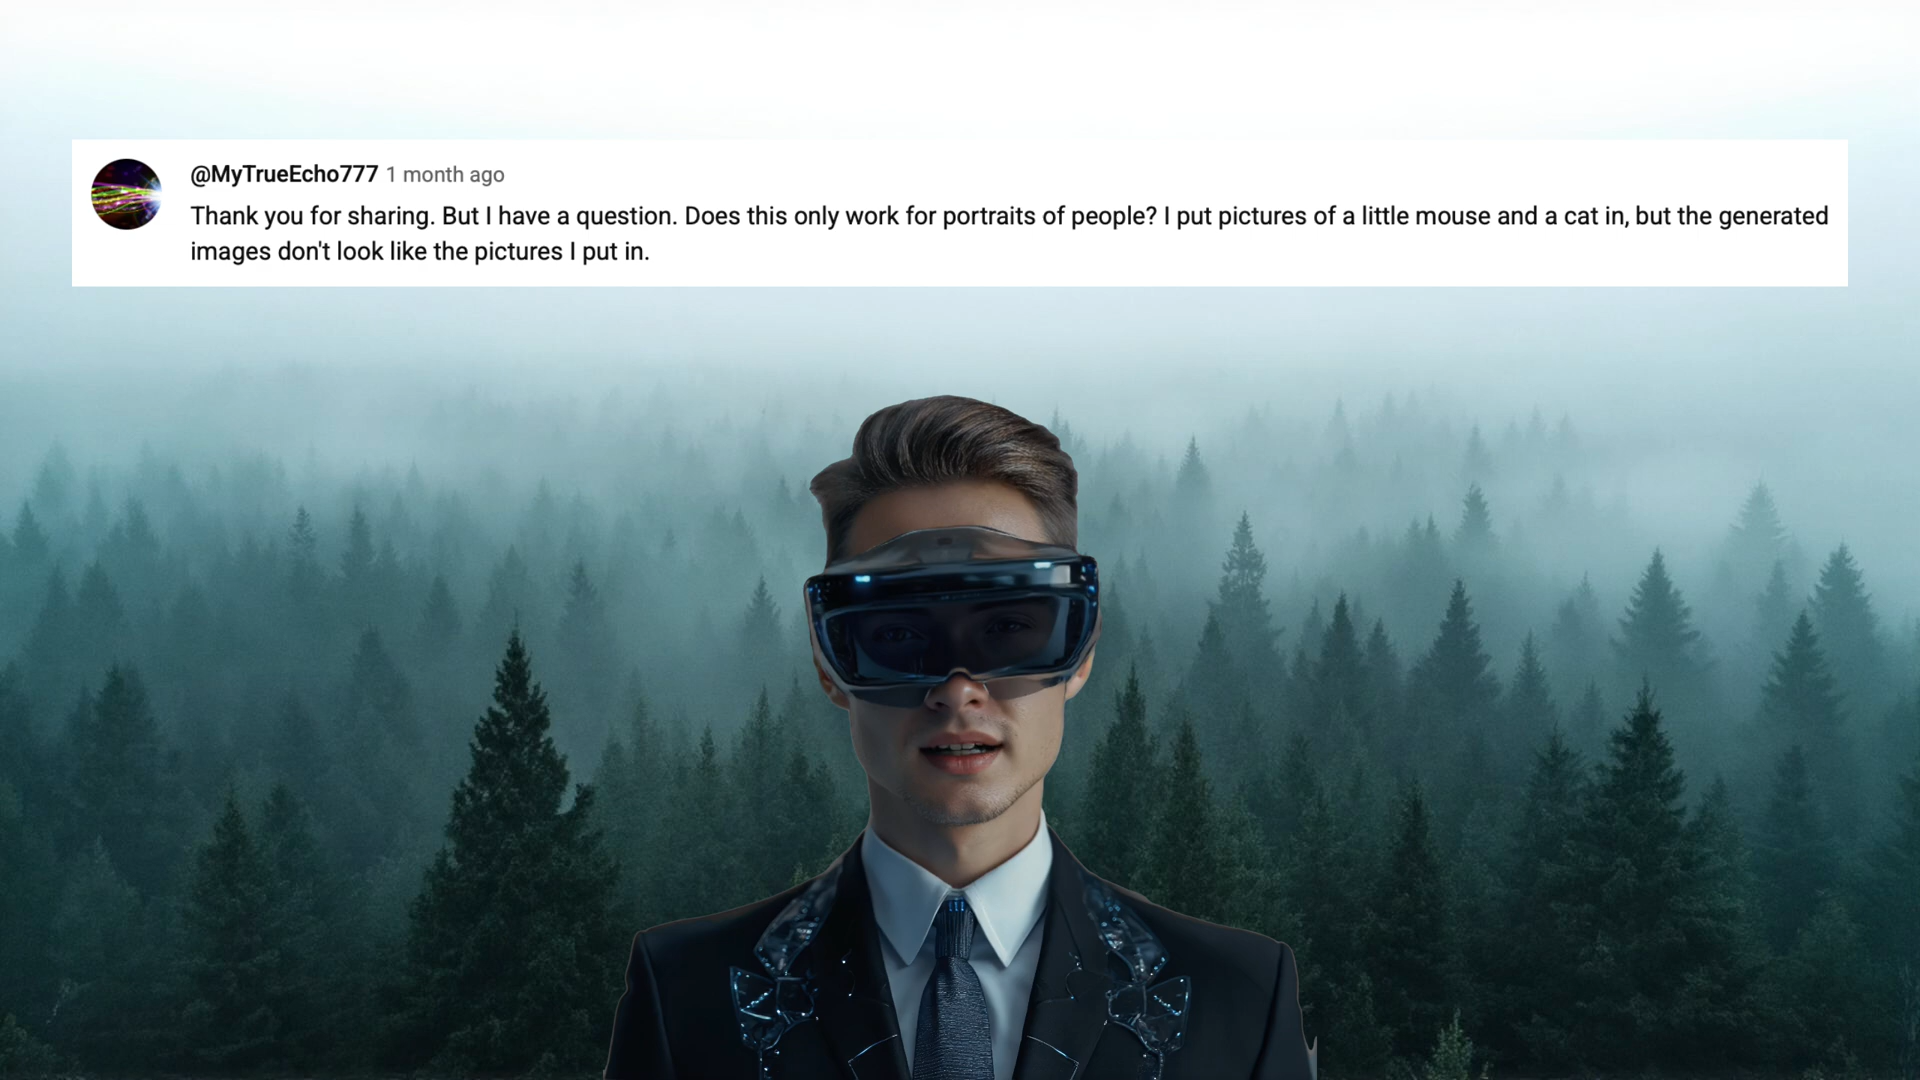 @MyTrueEcho777 1 month ago
Thank you for sharing. But I have a question. Does this only work for portraits of people? I put pictures of a little mouse and a cat in, but the generated
images don't look like the pictures I put in.